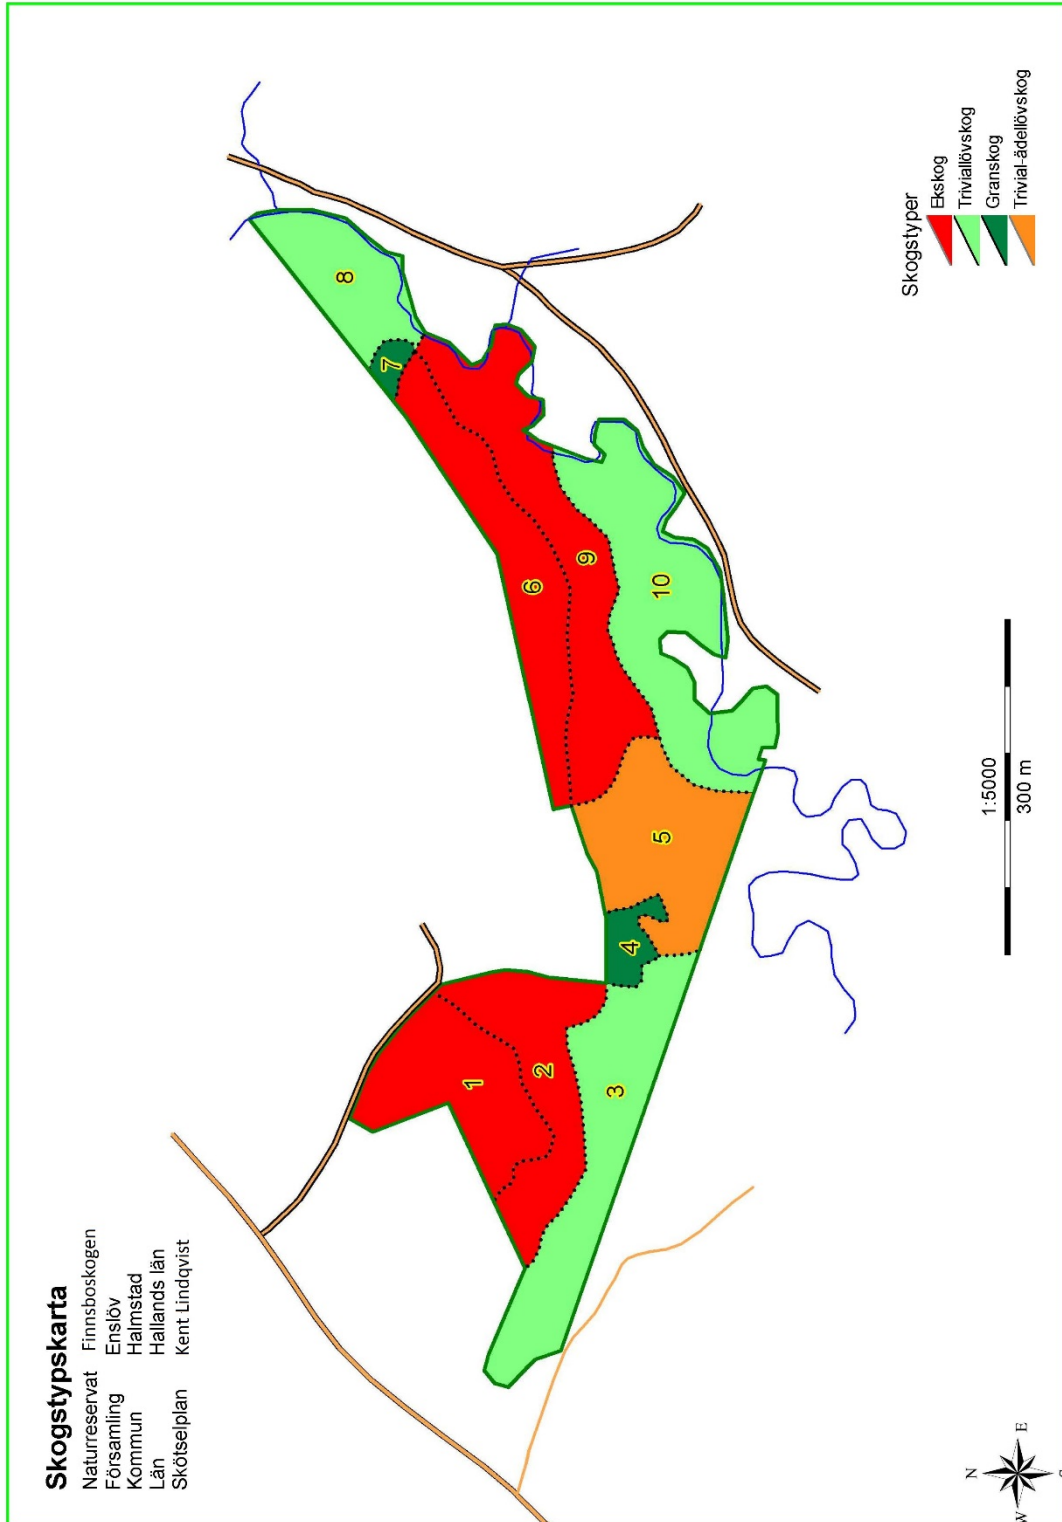 Skogstypskarta
Naturreservat Finnsboskogen
Församling Enslöv
Kommun Halmstad
Län Hallands län
Skötselplan Kent Lindqvist
1
2
3
4
5
6
7
8
9
10
Skogstyper
Ekskog
Triviallövskog
Granskog
Trivial-ädellövskog
1:5000
300 m
N
W E
S